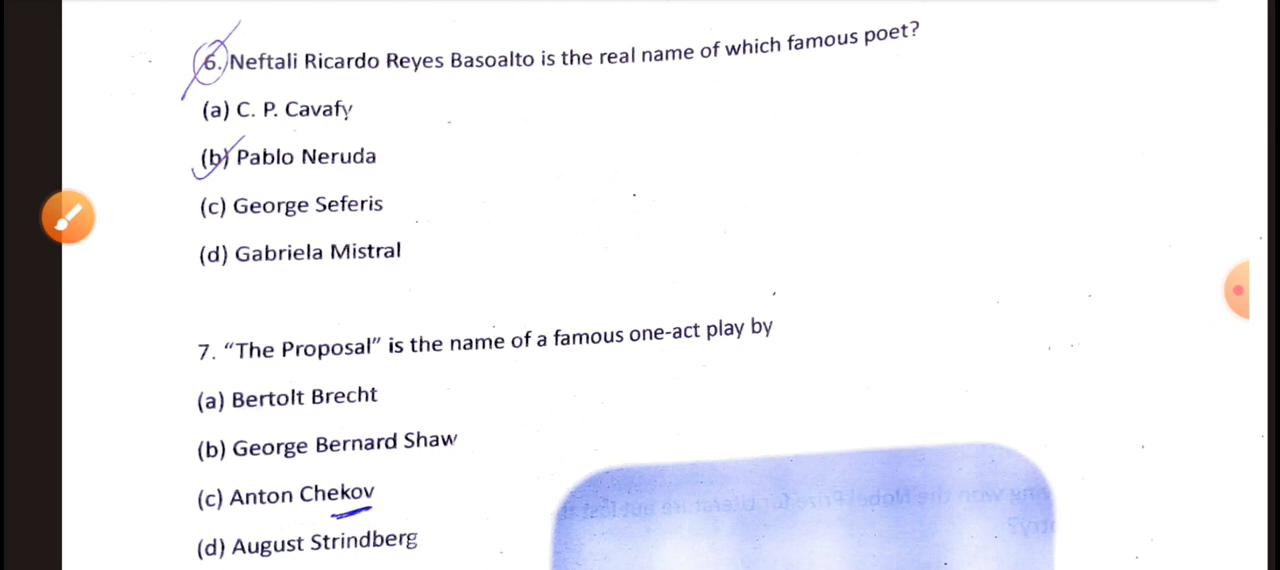 6. Neftali Ricardo Reyes Basoalto is the real name of which famous poet?
(a) C. P. Cavafy
(b) Pablo Neruda
(c) George Seferis
(d) Gabriela Mistral
7. “The Proposal” is the name of a famous one-act play by
(a) Bertolt Brecht
(b) George Bernard Shaw
(c) Anton Chekov
(d) August Strindberg